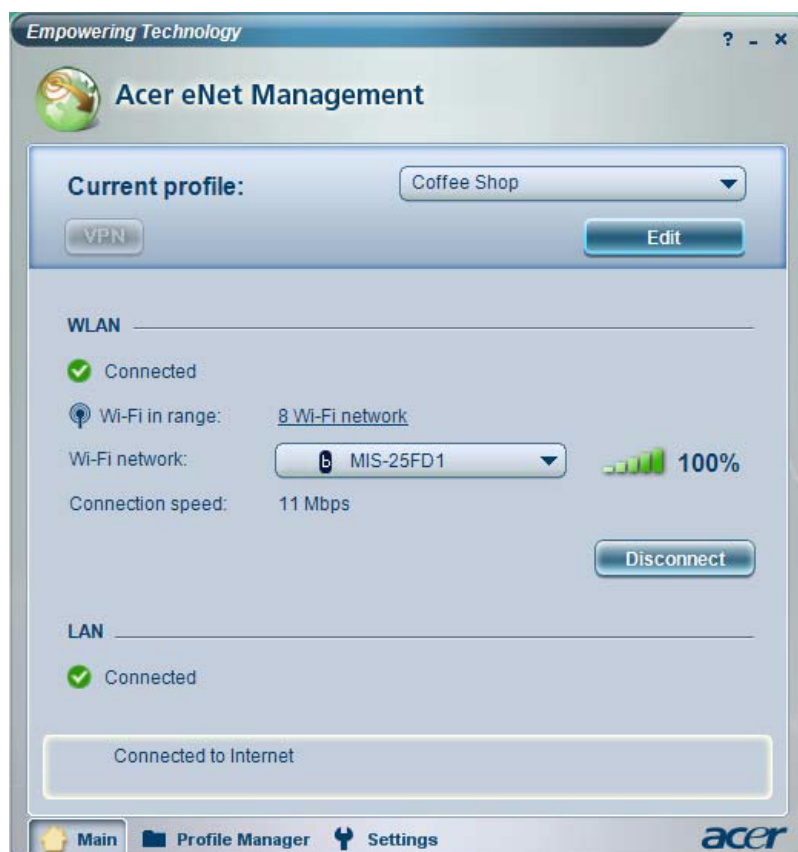 Empowering Technology
? - ×
Acer eNet Management
Current profile: Coffee Shop
VPN Edit
WLAN
Connected
Wi-Fi in range: 8 Wi-Fi network
Wi-Fi network: b MIS-25FD1 100%
Connection speed: 11 Mbps
Disconnect
LAN
Connected
Connected to Internet
Main Profile Manager Settings acer